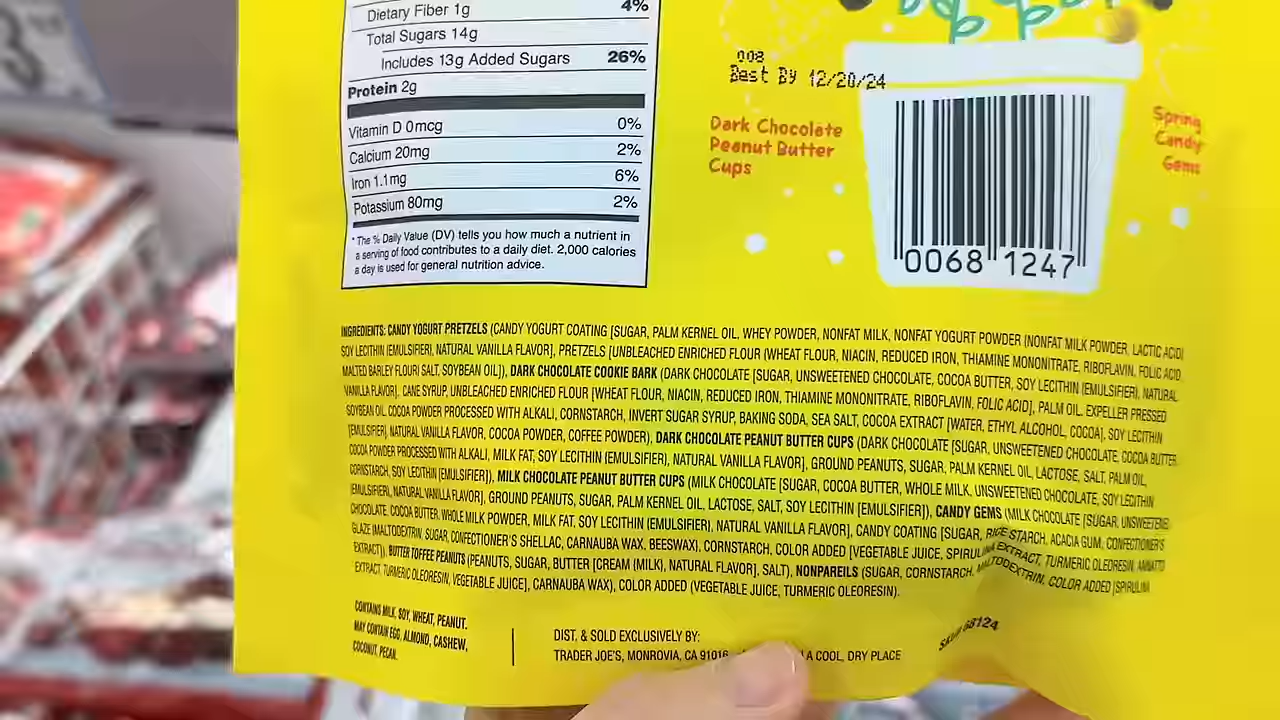 3
Dietary Fiber 1g 4%
Total Sugars 14g
Includes 13g Added Sugars 26%
Protein 2g
Vitamin D 0mcg 0%
Calcium 20mg 2%
Iron 1.1mg 6%
Potassium 80mg 2%
* The % Daily Value (DV) tells you how much a nutrient in
a serving of food contributes to a daily diet. 2,000 calories
a day is used for general nutrition advice.
008
Best By 12/20/24
Dark Chocolate
Peanut Butter
Cups
Spring
Candy
Gems
0068 1247
INGREDIENTS: CANDY YOGURT PRETZELS (CANDY YOGURT COATING [SUGAR, PALM KERNEL OIL, WHEY POWDER, NONFAT MILK, NONFAT YOGURT POWDER (NONFAT MILK POWDER, LACTIC ACID)
SOY LECITHIN (EMULSIFIER), NATURAL VANILLA FLAVOR], PRETZELS [UNBLEACHED ENRICHED FLOUR (WHEAT FLOUR, NIACIN, REDUCED IRON, THIAMINE MONONITRATE, RIBOFLAVIN, FOLIC ACID,
MALTED BARLEY FLOUR) SALT, SOYBEAN OIL]), DARK CHOCOLATE COOKIE BARK (DARK CHOCOLATE [SUGAR, UNSWEETENED CHOCOLATE, COCOA BUTTER, SOY LECITHIN (EMULSIFIER), NATURAL
VANILLA FLAVOR], CANE SYRUP, UNBLEACHED ENRICHED FLOUR [WHEAT FLOUR, NIACIN, REDUCED IRON, THIAMINE MONONITRATE, RIBOFLAVIN, FOLIC ACID], PALM OIL, EXPELLER PRESSED
SOYBEAN OIL, COCOA POWDER PROCESSED WITH ALKALI, CORNSTARCH, INVERT SUGAR SYRUP, BAKING SODA, SEA SALT, COCOA EXTRACT [WATER, ETHYL ALCOHOL, COCOA], SOY LECITHIN
[EMULSIFIER], NATURAL VANILLA FLAVOR, COCOA POWDER, COFFEE POWDER), DARK CHOCOLATE PEANUT BUTTER CUPS (DARK CHOCOLATE [SUGAR, UNSWEETENED CHOCOLATE, COCOA BUTTER,
COCOA POWDER PROCESSED WITH ALKALI, MILK FAT, SOY LECITHIN (EMULSIFIER), NATURAL VANILLA FLAVOR], GROUND PEANUTS, SUGAR, PALM KERNEL OIL, LACTOSE, SALT, PALM OIL,
CORNSTARCH, SOY LECITHIN [EMULSIFIER]), MILK CHOCOLATE PEANUT BUTTER CUPS (MILK CHOCOLATE [SUGAR, COCOA BUTTER, WHOLE MILK, UNSWEETENED CHOCOLATE, SOY LECITHIN
(EMULSIFIER), NATURAL VANILLA FLAVOR], GROUND PEANUTS, SUGAR, PALM KERNEL OIL, LACTOSE, SALT, SOY LECITHIN [EMULSIFIER]), CANDY GEMS (MILK CHOCOLATE [SUGAR, UNSWEETENED
CHOCOLATE, COCOA BUTTER, WHOLE MILK POWDER, MILK FAT, SOY LECITHIN (EMULSIFIER), NATURAL VANILLA FLAVOR], CANDY COATING [SUGAR, RICE STARCH, ACACIA GUM, CONFECTIONER'S
GLAZE (MALTODEXTRIN, SUGAR, CONFECTIONER'S SHELLAC, CARNAUBA WAX, BEESWAX), CORNSTARCH, COLOR ADDED [VEGETABLE JUICE, SPIRULINA EXTRACT, TURMERIC OLEORESIN, ANNATTO
EXTRACT]), BUTTER TOFFEE PEANUTS (PEANUTS, SUGAR, BUTTER [CREAM (MILK), NATURAL FLAVOR], SALT), NONPAREILS (SUGAR, CORNSTARCH, MALTODEXTRIN, COLOR ADDED [SPIRULINA
EXTRACT, TURMERIC OLEORESIN, VEGETABLE JUICE], CARNAUBA WAX), COLOR ADDED (VEGETABLE JUICE, TURMERIC OLEORESIN).
CONTAINS MILK, SOY, WHEAT, PEANUT.
MAY CONTAIN EGG, ALMOND, CASHEW,
COCONUT, PECAN.
DIST. & SOLD EXCLUSIVELY BY:
TRADER JOE'S, MONROVIA, CA 91016 A COOL, DRY PLACE
SKU# 68124